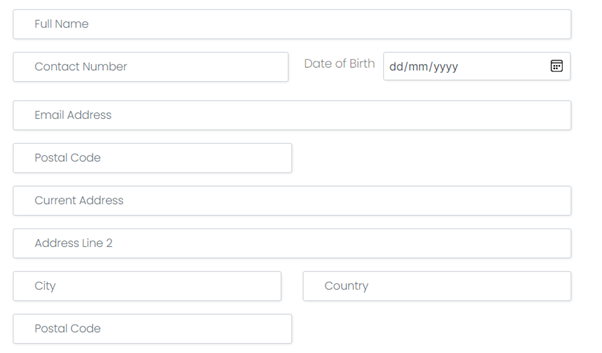 Full Name
Contact Number Date of Birth dd/mm/yyyy
Email Address
Postal Code
Current Address
Address Line 2
City Country
Postal Code